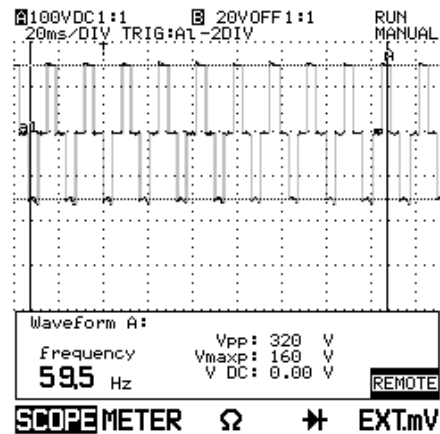 A 100VDC1:1 B 20VOFF1:1 RUN
20ms/DIV TRIG:A↿-2DIV MANUAL
A
a1
Waveform A:
Vpp: 320 V
frequency Vmaxp: 160 V
59.5 Hz V DC: 0.00 V
REMOTE
SCOPE METER Ω EXT.mV